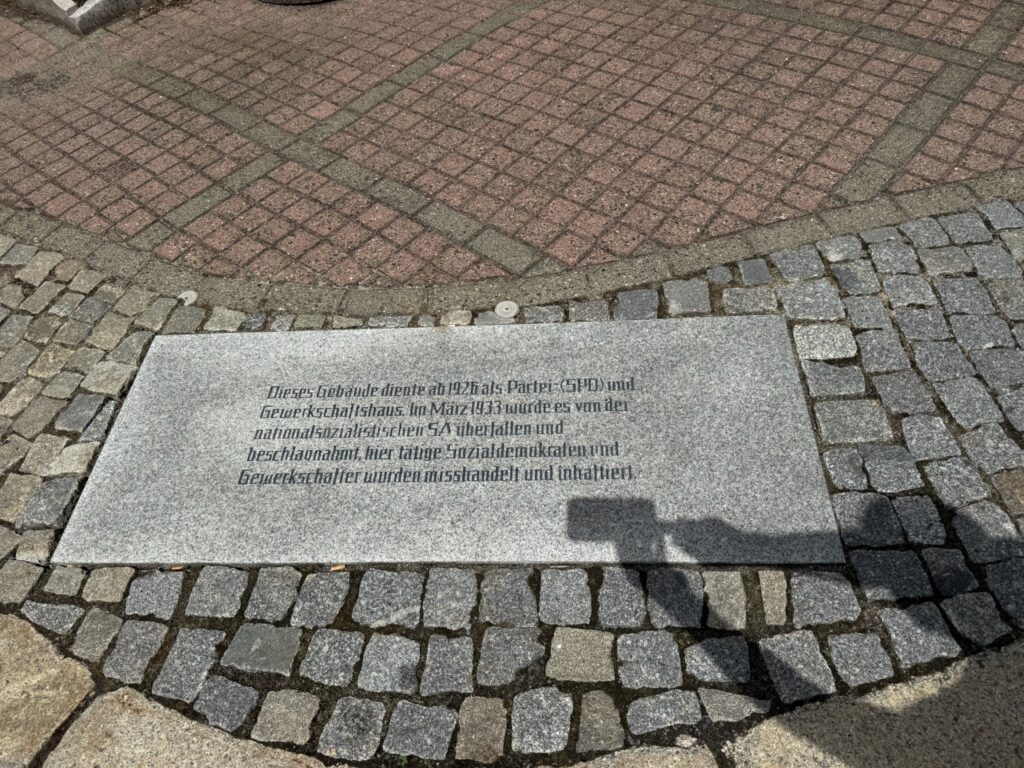 Dieses Gebäude diente ab 1926 als Partei-(SPD) und
Gewerkschaftshaus. Im März 1933 wurde es von der
nationalsozialistischen SA überfallen und
beschlagnahmt, hier tätige Sozialdemokraten und
Gewerkschafter wurden misshandelt und inhaftiert.